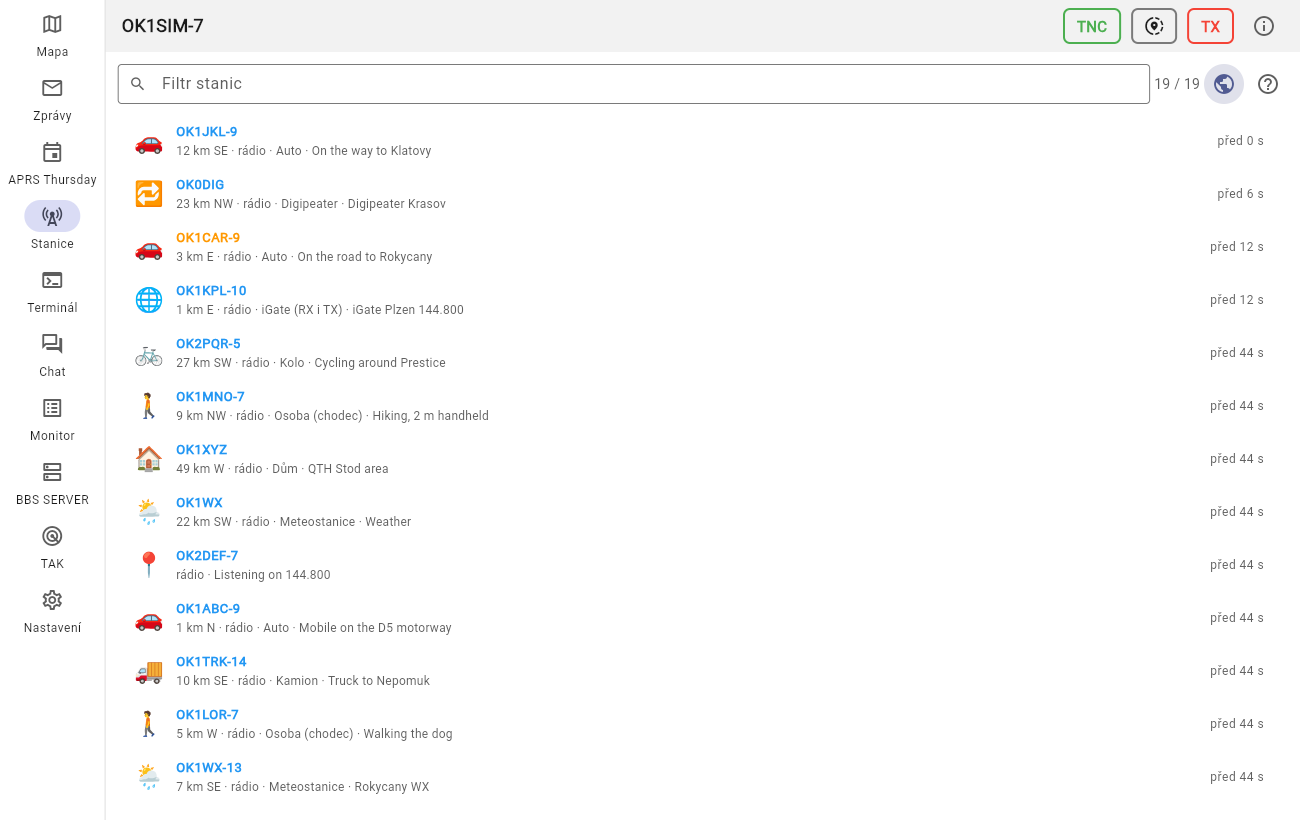 OK1SIM-7
TNC
TX
Mapa
Zprávy
APRS Thursday
Stanice
Terminál
Chat
Monitor
BBS SERVER
TAK
Nastavení
Filtr stanic
19 / 19
OK1JKL-9
12 km SE · rádio · Auto · On the way to Klatovy
před 0 s
OK0DIG
23 km NW · rádio · Digipeater · Digipeater Krasov
před 6 s
OK1CAR-9
3 km E · rádio · Auto · On the road to Rokycany
před 12 s
OK1KPL-10
1 km E · rádio · iGate (RX i TX) · iGate Plzen 144.800
před 12 s
OK2PQR-5
27 km SW · rádio · Kolo · Cycling around Prestice
před 44 s
OK1MNO-7
9 km NW · rádio · Osoba (chodec) · Hiking, 2 m handheld
před 44 s
OK1XYZ
49 km W · rádio · Dům · QTH Stod area
před 44 s
OK1WX
22 km SW · rádio · Meteostanice · Weather
před 44 s
OK2DEF-7
rádio · Listening on 144.800
před 44 s
OK1ABC-9
1 km N · rádio · Auto · Mobile on the D5 motorway
před 44 s
OK1TRK-14
10 km SE · rádio · Kamion · Truck to Nepomuk
před 44 s
OK1LOR-7
5 km W · rádio · Osoba (chodec) · Walking the dog
před 44 s
OK1WX-13
7 km SE · rádio · Meteostanice · Rokycany WX
před 44 s